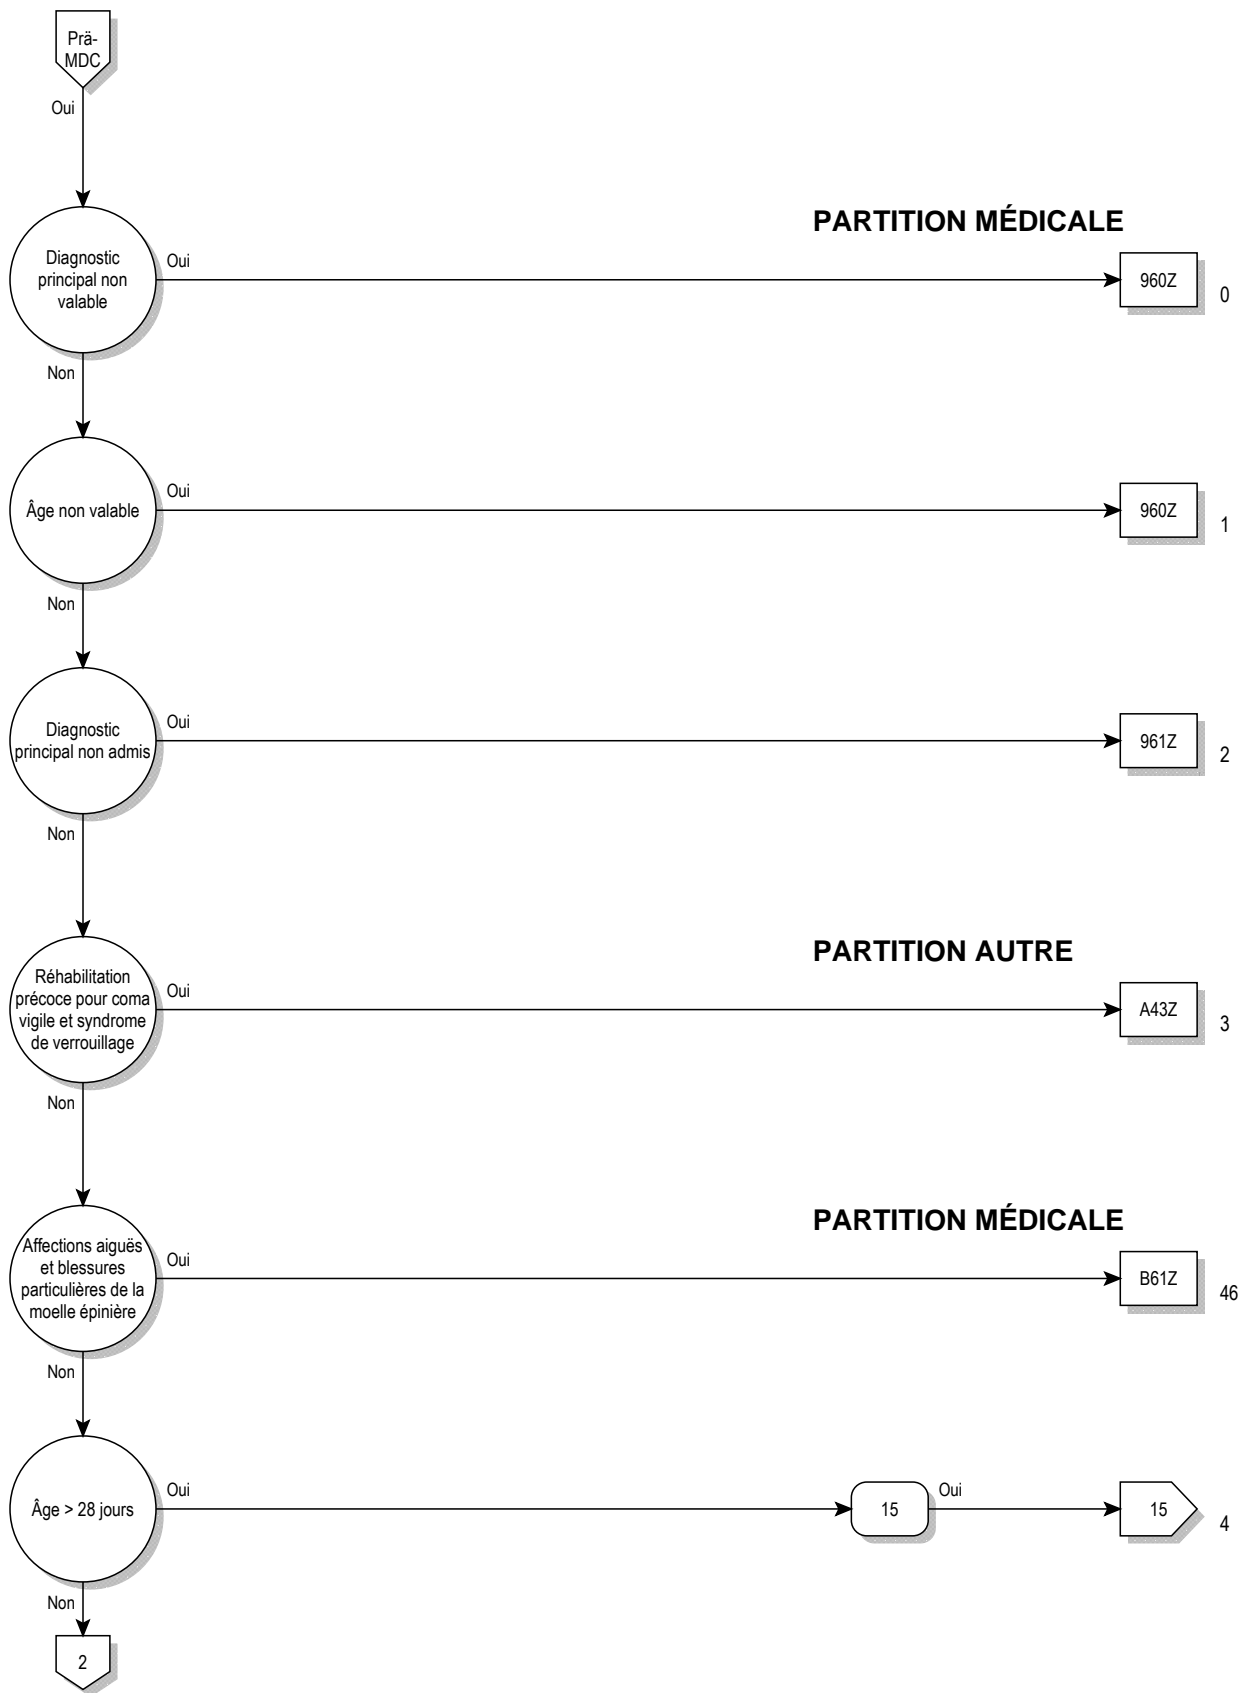 Prä-
MDC
Oui
PARTITION MÉDICALE
Diagnostic
principal non
valable
Oui
960Z
0
Non
Âge non valable
Oui
960Z
1
Non
Diagnostic
principal non admis
Oui
961Z
2
Non
PARTITION AUTRE
Réhabilitation
précoce pour coma
vigile et syndrome
de verrouillage
Oui
A43Z
3
Non
PARTITION MÉDICALE
Affections aiguës
et blessures
particulières de la
moelle épinière
Oui
B61Z
46
Non
Âge > 28 jours
Oui
15
Oui
15
4
Non
2